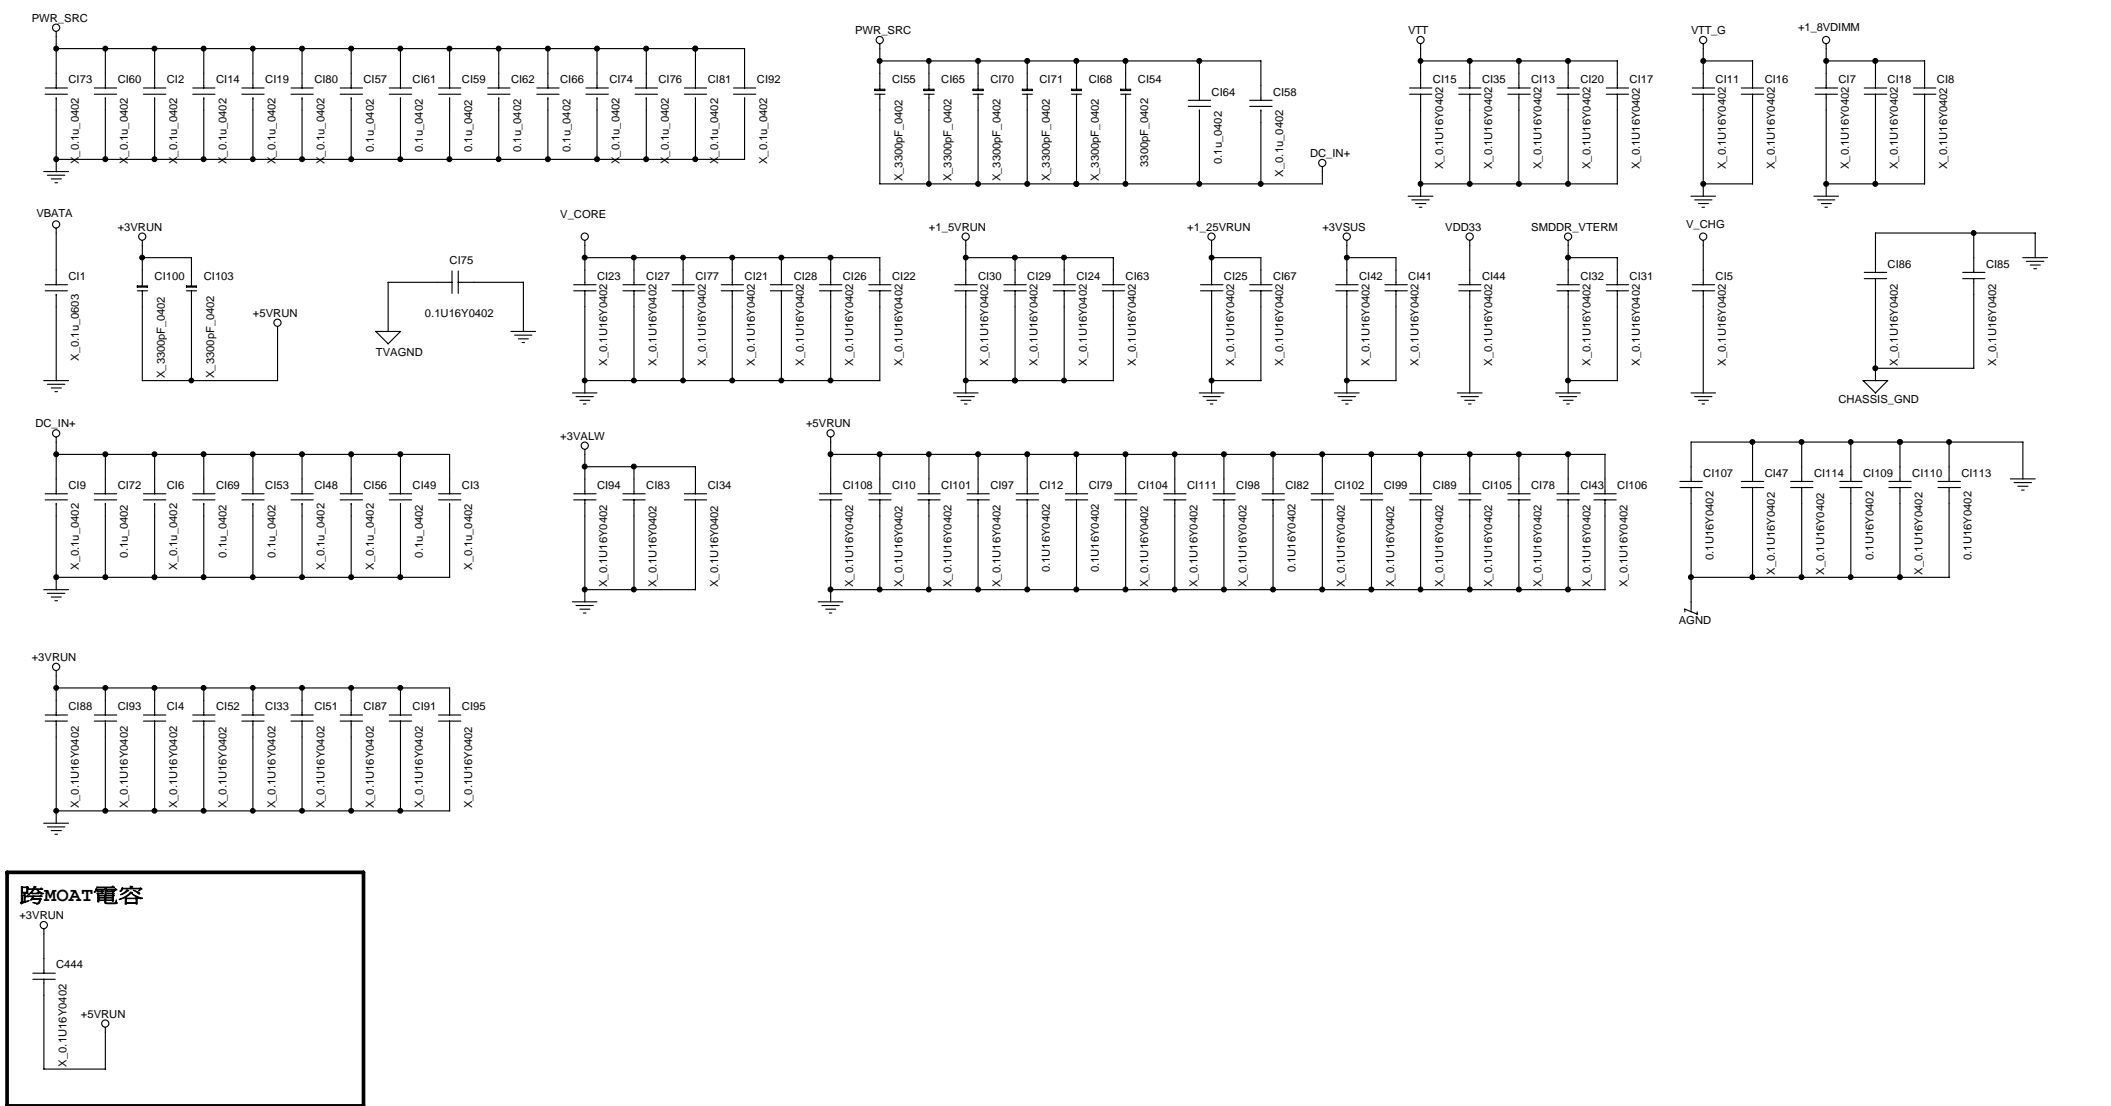 PWR_SRC
CI73 CI60 CI2 CI14 CI19 CI80 CI57 CI61 CI59 CI62 CI66 CI74 CI76 CI81 CI92
X_0.1u_0402 X_0.1u_0402 X_0.1u_0402 X_0.1u_0402 X_0.1u_0402 X_0.1u_0402 0.1u_0402 0.1u_0402 0.1u_0402 0.1u_0402 0.1u_0402 X_0.1u_0402 X_0.1u_0402 X_0.1u_0402 X_0.1u_0402
PWR_SRC
CI55 CI65 CI70 CI71 CI68 CI54 CI64 CI58
X_3300pF_0402 X_3300pF_0402 X_3300pF_0402 X_3300pF_0402 X_3300pF_0402 3300pF_0402 0.1u_0402 X_0.1u_0402
DC_IN+
VTT
CI15 CI35 CI13 CI20 CI17
X_0.1U16Y0402 X_0.1U16Y0402 X_0.1U16Y0402 X_0.1U16Y0402 X_0.1U16Y0402
VTT_G
CI11 CI16
X_0.1U16Y0402 X_0.1U16Y0402
+1_8VDIMM
CI7 CI18 CI8
X_0.1U16Y0402 X_0.1U16Y0402 X_0.1U16Y0402
VBATA
CI1
X_0.1u_0603
+3VRUN
CI100 CI103
X_3300pF_0402 X_3300pF_0402
+5VRUN
CI75
0.1U16Y0402
TVAGND
V_CORE
CI23 CI27 CI77 CI21 CI28 CI26 CI22
X_0.1U16Y0402 X_0.1U16Y0402 X_0.1U16Y0402 X_0.1U16Y0402 X_0.1U16Y0402 X_0.1U16Y0402 X_0.1U16Y0402
+1_5VRUN
CI30 CI29 CI24 CI63
X_0.1U16Y0402 X_0.1U16Y0402 X_0.1U16Y0402 X_0.1U16Y0402
+1_25VRUN
CI25 CI67
X_0.1U16Y0402 X_0.1U16Y0402
+3VSUS
CI42 CI41
X_0.1U16Y0402 X_0.1U16Y0402
VDD33
CI44
X_0.1U16Y0402
SMDDR_VTERM
CI32 CI31
X_0.1U16Y0402 X_0.1U16Y0402
V_CHG
CI5
X_0.1U16Y0402
CI86 CI85
X_0.1U16Y0402 X_0.1U16Y0402
CHASSIS_GND
DC_IN+
CI9 CI72 CI6 CI69 CI53 CI48 CI56 CI49 CI3
X_0.1u_0402 0.1u_0402 X_0.1u_0402 0.1u_0402 0.1u_0402 X_0.1u_0402 X_0.1u_0402 0.1u_0402 X_0.1u_0402
+3VALW
CI94 CI83 CI34
X_0.1U16Y0402 X_0.1U16Y0402 X_0.1U16Y0402
+5VRUN
CI108 CI10 CI101 CI97 CI12 CI79 CI104 CI111 CI98 CI82 CI102 CI99 CI89 CI105 CI78 CI43 CI106
X_0.1U16Y0402 X_0.1U16Y0402 X_0.1U16Y0402 X_0.1U16Y0402 0.1U16Y0402 0.1U16Y0402 X_0.1U16Y0402 X_0.1U16Y0402 X_0.1U16Y0402 0.1U16Y0402 X_0.1U16Y0402 X_0.1U16Y0402 X_0.1U16Y0402 X_0.1U16Y0402 X_0.1U16Y0402 X_0.1U16Y0402 X_0.1U16Y0402
CI107 CI47 CI114 CI109 CI110 CI113
0.1U16Y0402 X_0.1U16Y0402 X_0.1U16Y0402 0.1U16Y0402 X_0.1U16Y0402 0.1U16Y0402
AGND
+3VRUN
CI88 CI93 CI4 CI52 CI33 CI51 CI87 CI91 CI95
X_0.1U16Y0402 X_0.1U16Y0402 X_0.1U16Y0402 X_0.1U16Y0402 X_0.1U16Y0402 X_0.1U16Y0402 X_0.1U16Y0402 X_0.1U16Y0402 X_0.1U16Y0402
跨MOAT電容
+3VRUN
C444
X_0.1U16Y0402
+5VRUN